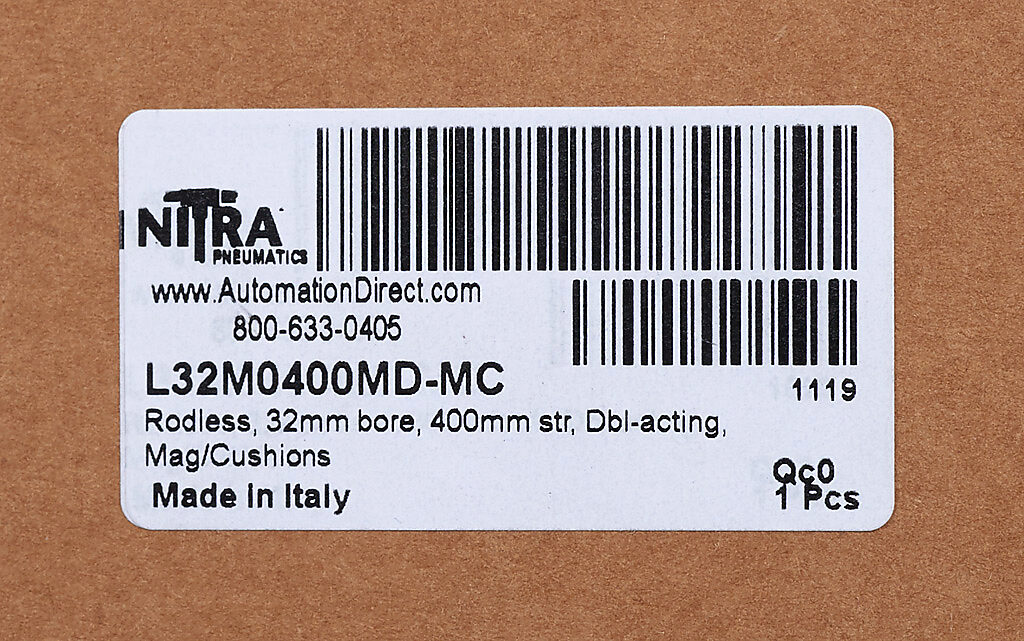 NITRA
PNEUMATICS
www.AutomationDirect.com
800-633-0405
L32M0400MD-MC
1119
Rodless, 32mm bore, 400mm str, Dbl-acting,
Mag/Cushions
Made in Italy
Qc0
1 Pcs